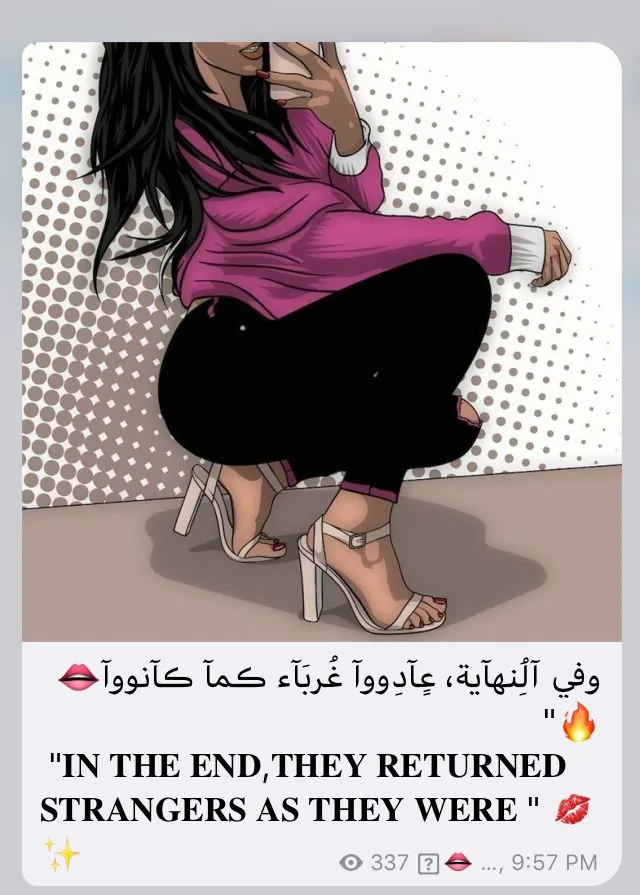 وفي آلُِنهآية، عٍآدِووآ غُربَآء كمآ كآنووآ👄
🔥"
"𝐈𝐍 𝐓𝐇𝐄 𝐄𝐍𝐃,𝐓𝐇𝐄𝐘 𝐑𝐄𝐓𝐔𝐑𝐍𝐄𝐃
𝐒𝐓𝐑𝐀𝐍𝐆𝐄𝐑𝐒 𝐀𝐒 𝐓𝐇𝐄𝐘 𝐖𝐄𝐑𝐄 " 💋
✨
337 ?👄 ..., 9:57 PM